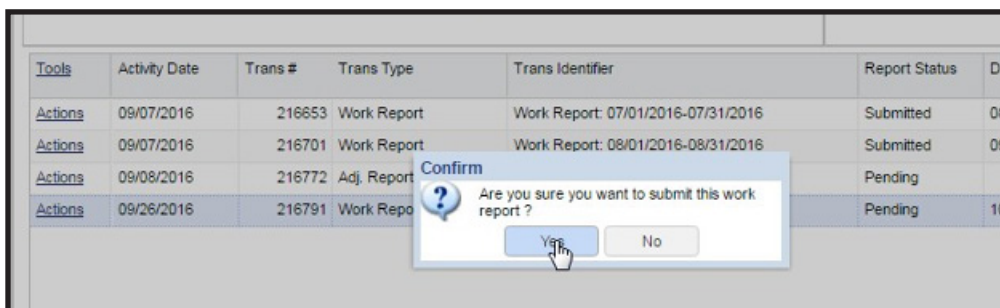 Tools Activity Date Trans # Trans Type Trans Identifier Report Status
Actions 09/07/2016 216653 Work Report Work Report: 07/01/2016-07/31/2016 Submitted
Actions 09/07/2016 216701 Work Report Work Report: 08/01/2016-08/31/2016 Submitted
Confirm
Actions 09/08/2016 216772 Adj. Report Pending
Are you sure you want to submit this work
report ?
Actions 09/26/2016 216791 Work Repo Pending
Yes No